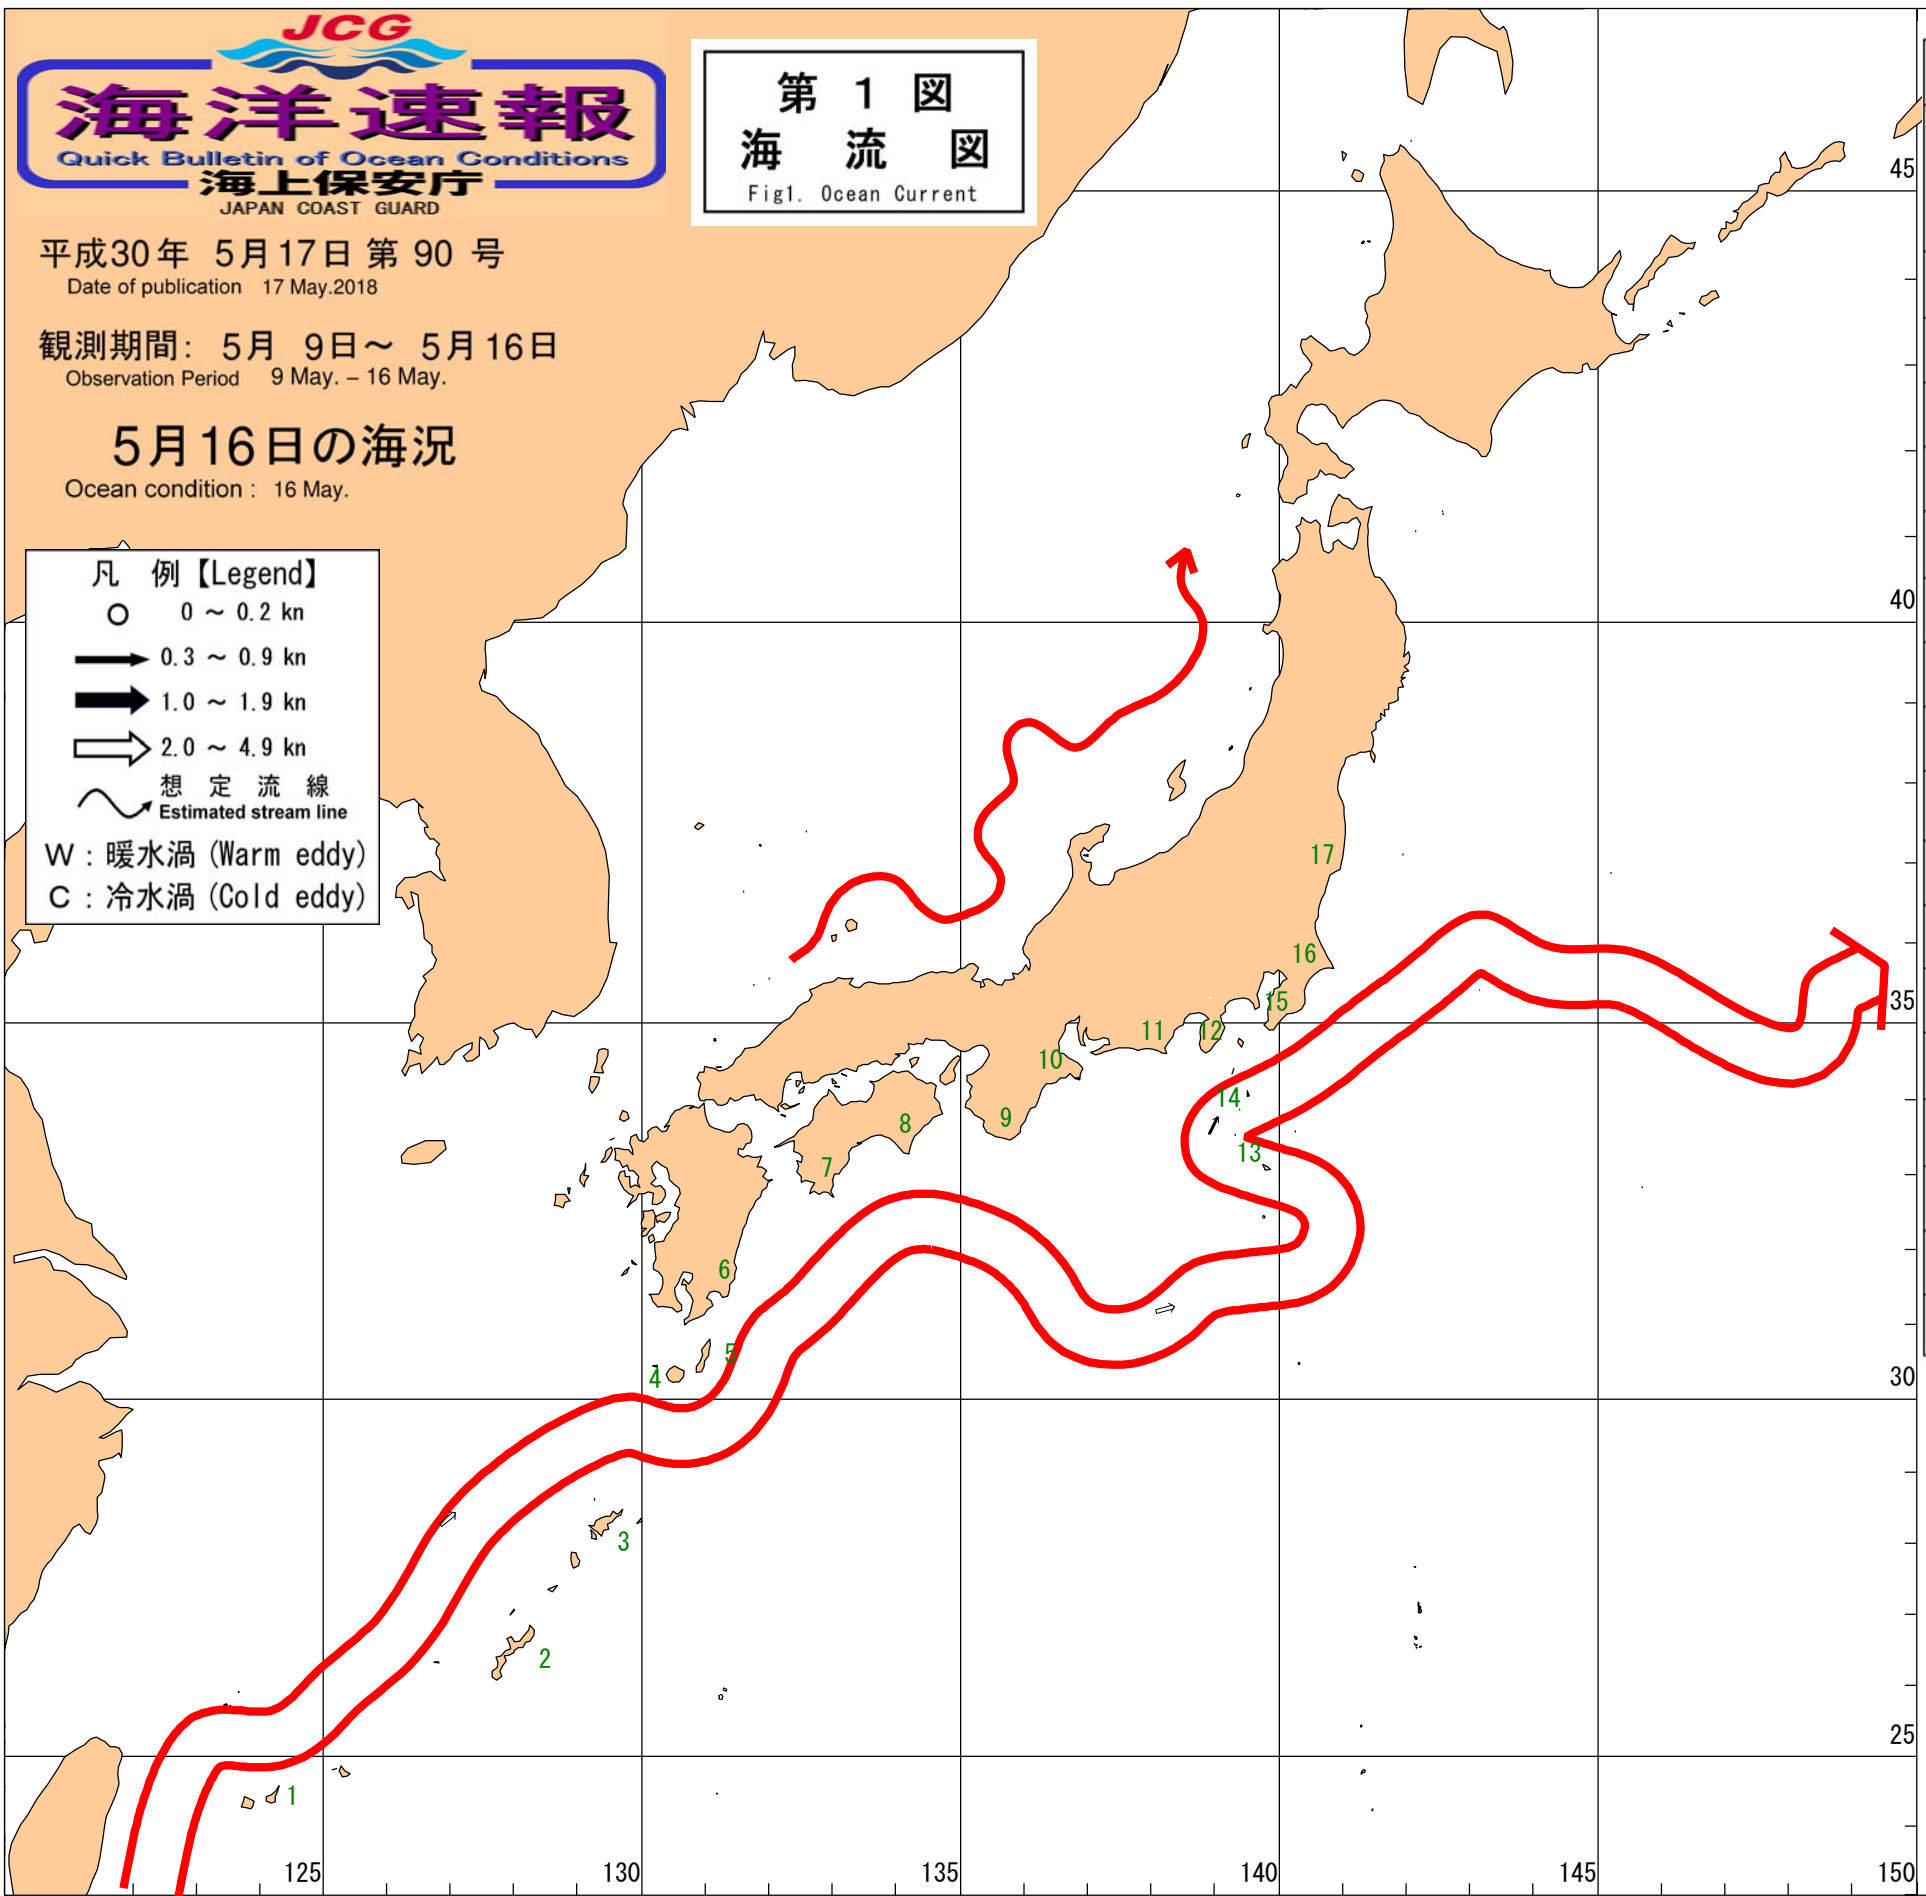 JCG
海洋速報
Quick Bulletin of Ocean Conditions
海上保安庁
JAPAN COAST GUARD
第 1 図
海 流 図
Fig1. Ocean Current
平成30年 5月17日 第 90 号
Date of publication 17 May.2018
観測期間: 5月 9日～ 5月16日
Observation Period 9 May. – 16 May.
5月16日の海況
Ocean condition : 16 May.
凡 例【Legend】
0 ～ 0.2 kn
0.3 ～ 0.9 kn
1.0 ～ 1.9 kn
2.0 ～ 4.9 kn
想 定 流 線
Estimated stream line
W : 暖水渦 (Warm eddy)
C : 冷水渦 (Cold eddy)
45
40
35
30
25
17
16
15
14
13
12
11
10
9
8
7
6
5
4
3
2
1
125
130
135
140
145
150